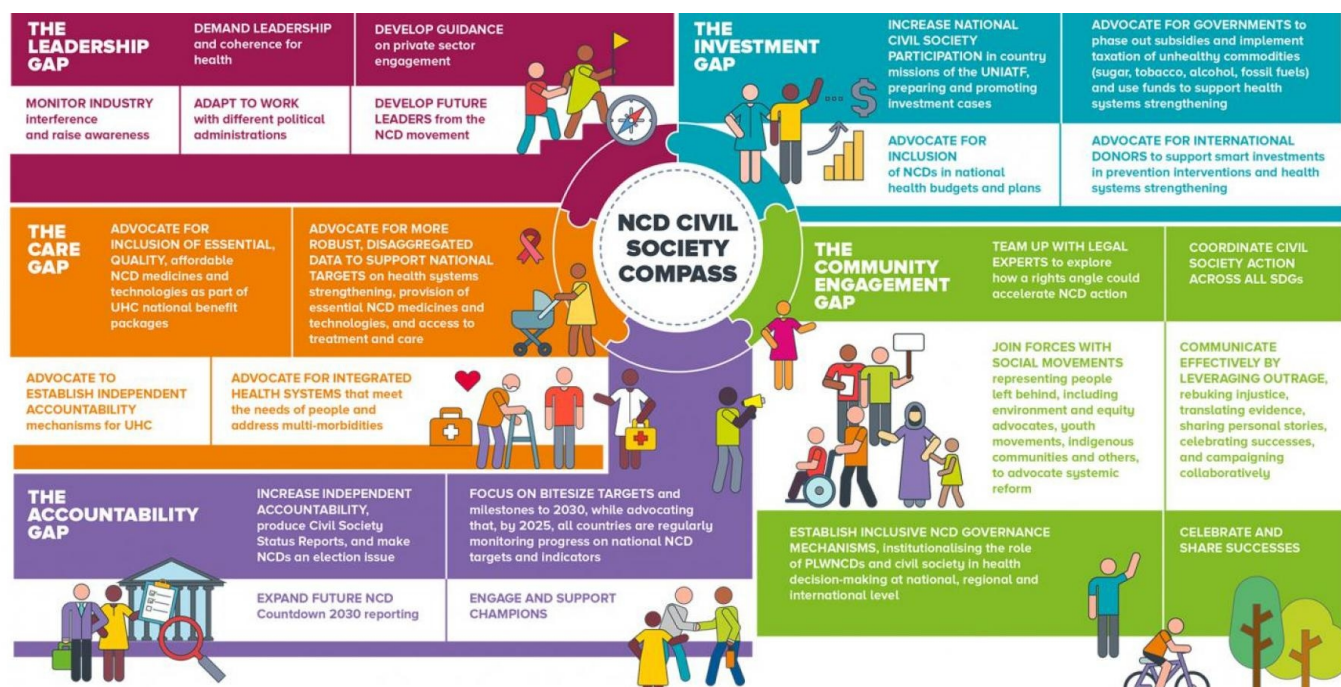 THE
LEADERSHIP
GAP
DEMAND LEADERSHIP
and coherence for
health
DEVELOP GUIDANCE
on private sector
engagement
MONITOR INDUSTRY
interference
and raise awareness
ADAPT TO WORK
with different political
administrations
DEVELOP FUTURE
LEADERS from the
NCD movement
THE
INVESTMENT
GAP
INCREASE NATIONAL
CIVIL SOCIETY
PARTICIPATION in country
missions of the UNIATF,
preparing and promoting
investment cases
ADVOCATE FOR GOVERNMENTS to
phase out subsidies and implement
taxation of unhealthy commodities
(sugar, tobacco, alcohol, fossil fuels)
and use funds to support health
systems strengthening
$
ADVOCATE FOR
INCLUSION
of NCDs in national
health budgets and plans
ADVOCATE FOR INTERNATIONAL
DONORS to support smart investments
in prevention interventions and health
systems strengthening
NCD CIVIL
SOCIETY
COMPASS
THE
CARE
GAP
ADVOCATE FOR
INCLUSION OF ESSENTIAL,
QUALITY, affordable
NCD medicines and
technologies as part of
UHC national benefit
packages
ADVOCATE FOR MORE
ROBUST, DISAGGREGATED
DATA TO SUPPORT NATIONAL
TARGETS on health systems
strengthening, provision of
essential NCD medicines and
technologies, and access to
treatment and care
ADVOCATE TO
ESTABLISH INDEPENDENT
ACCOUNTABILITY
mechanisms for UHC
ADVOCATE FOR INTEGRATED
HEALTH SYSTEMS that meet
the needs of people and
address multi-morbidities
THE
COMMUNITY
ENGAGEMENT
GAP
TEAM UP WITH LEGAL
EXPERTS to explore
how a rights angle could
accelerate NCD action
COORDINATE CIVIL
SOCIETY ACTION
ACROSS ALL SDGs
JOIN FORCES WITH
SOCIAL MOVEMENTS
representing people
left behind, including
environment and equity
advocates, youth
movements, indigenous
communities and others,
to advocate systemic
reform
COMMUNICATE
EFFECTIVELY BY
LEVERAGING OUTRAGE,
rebuking injustice,
translating evidence,
sharing personal stories,
celebrating successes,
and campaigning
collaboratively
ESTABLISH INCLUSIVE NCD GOVERNANCE
MECHANISMS, institutionalising the role
of PLWNCDs and civil society in health
decision-making at national, regional and
international level
CELEBRATE AND
SHARE SUCCESSES
THE
ACCOUNTABILITY
GAP
INCREASE INDEPENDENT
ACCOUNTABILITY,
produce Civil Society
Status Reports, and make
NCDs an election issue
FOCUS ON BITESIZE TARGETS and
milestones to 2030, while advocating
that, by 2025, all countries are regularly
monitoring progress on national NCD
targets and indicators
EXPAND FUTURE NCD
Countdown 2030 reporting
ENGAGE AND SUPPORT
CHAMPIONS